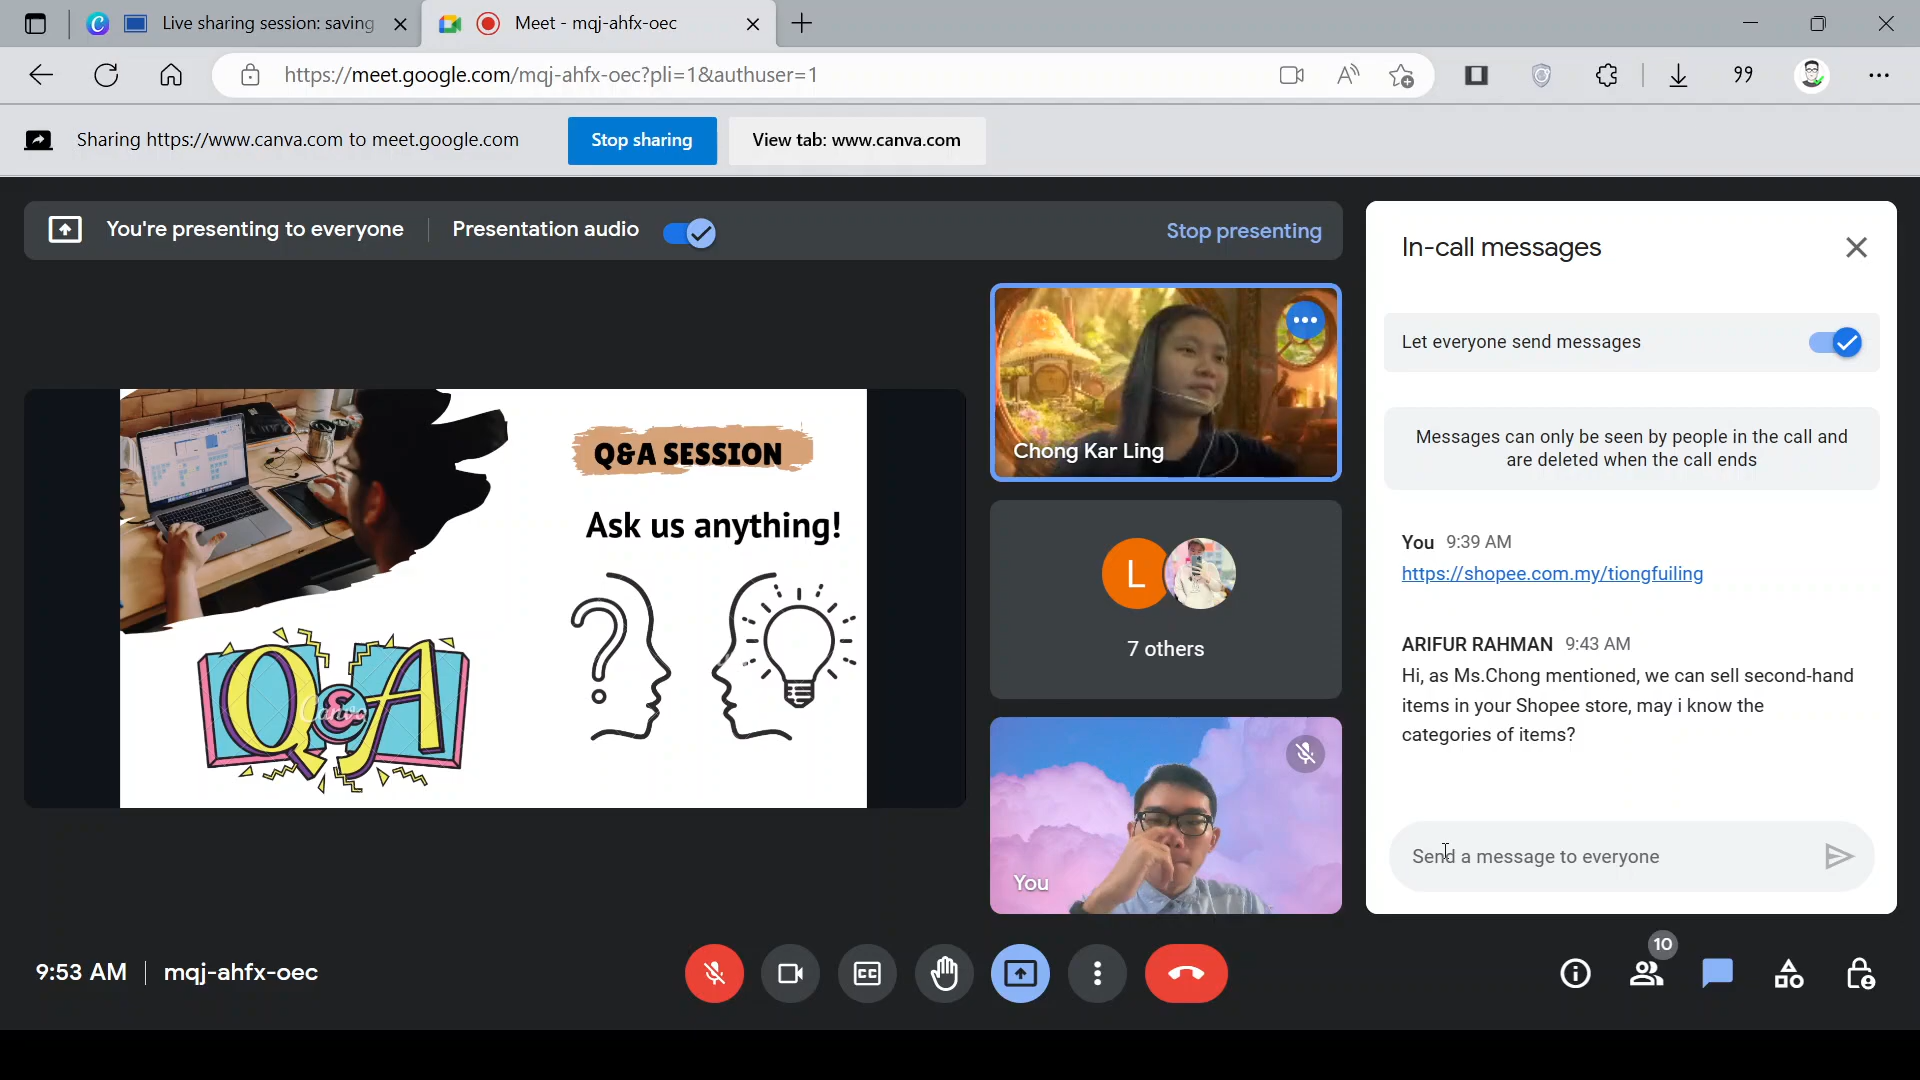 Live sharing session: saving
Meet - mqj-ahfx-oec
https://meet.google.com/mqj-ahfx-oec?pli=1&authuser=1
Sharing https://www.canva.com to meet.google.com
Stop sharing
View tab: www.canva.com
You're presenting to everyone
Presentation audio
Stop presenting
Q&A SESSION
Ask us anything!
Q&A
Canva
Chong Kar Ling
L
7 others
You
In-call messages
Let everyone send messages
Messages can only be seen by people in the call and
are deleted when the call ends
You 9:39 AM
https://shopee.com.my/tiongfuiling
ARIFUR RAHMAN 9:43 AM
Hi, as Ms.Chong mentioned, we can sell second-hand
items in your Shopee store, may i know the
categories of items?
Send a message to everyone
9:53 AM
mqj-ahfx-oec
CC
10